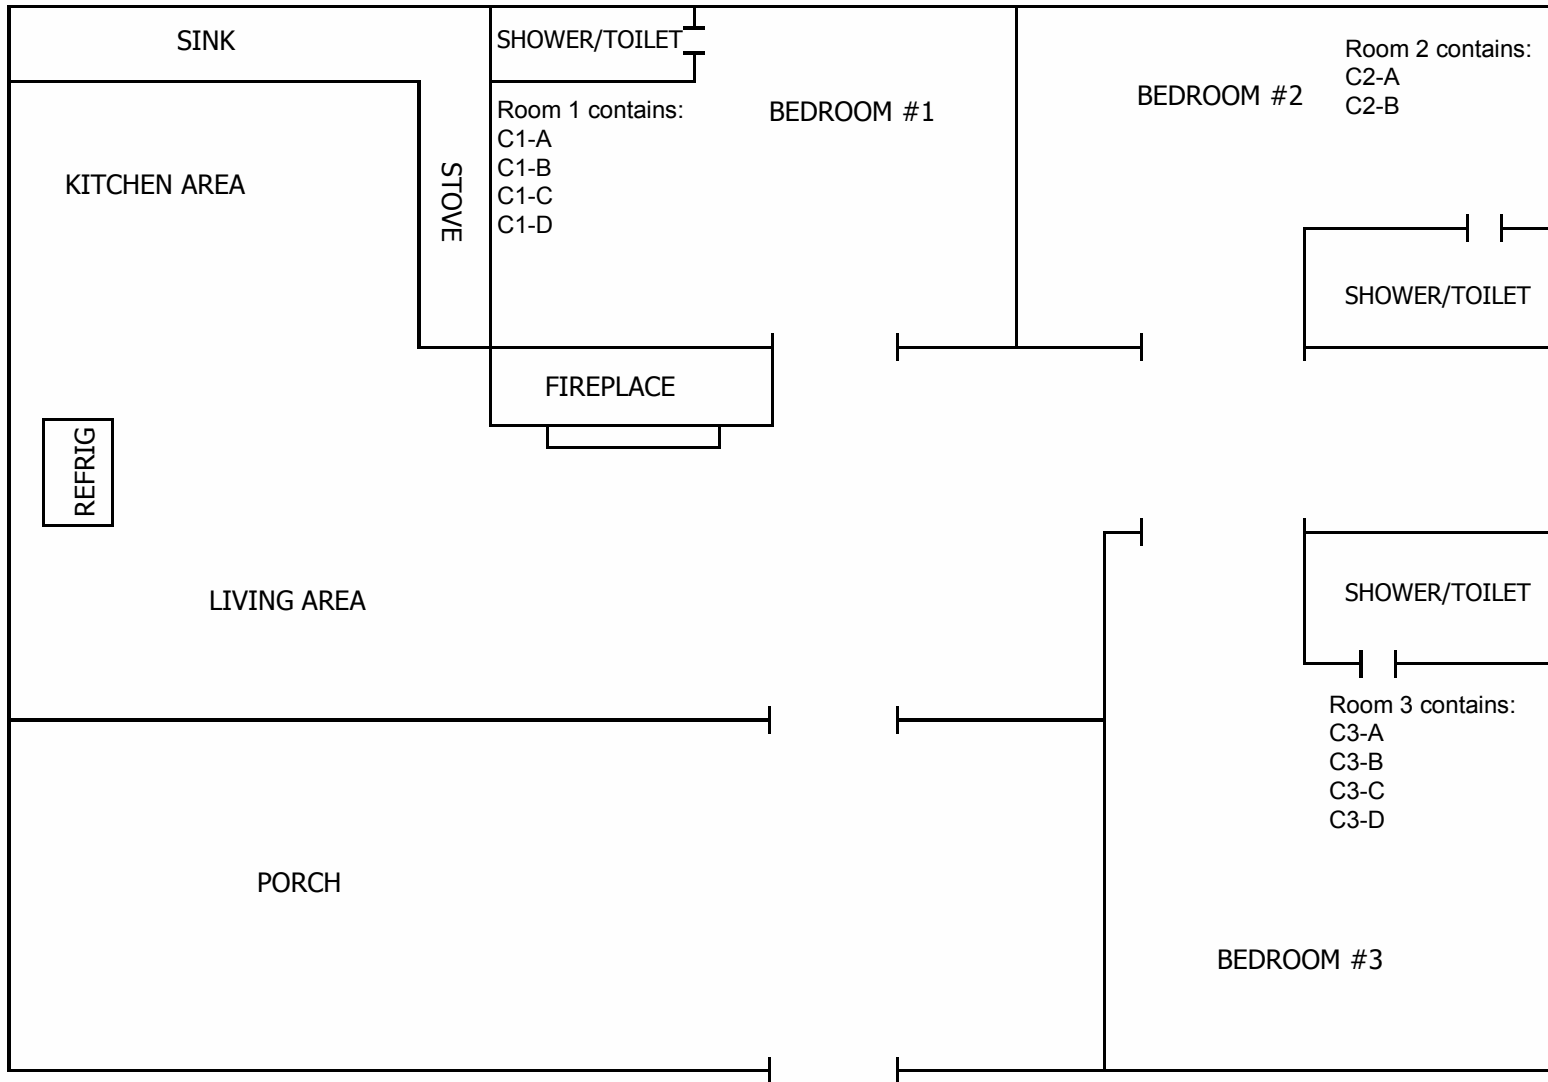 SINK
SHOWER/TOILET
Room 1 contains:
C1-A
C1-B
C1-C
C1-D
BEDROOM #1
BEDROOM #2
Room 2 contains:
C2-A
C2-B
KITCHEN AREA
STOVE
SHOWER/TOILET
FIREPLACE
REFRIG
LIVING AREA
SHOWER/TOILET
Room 3 contains:
C3-A
C3-B
C3-C
C3-D
PORCH
BEDROOM #3